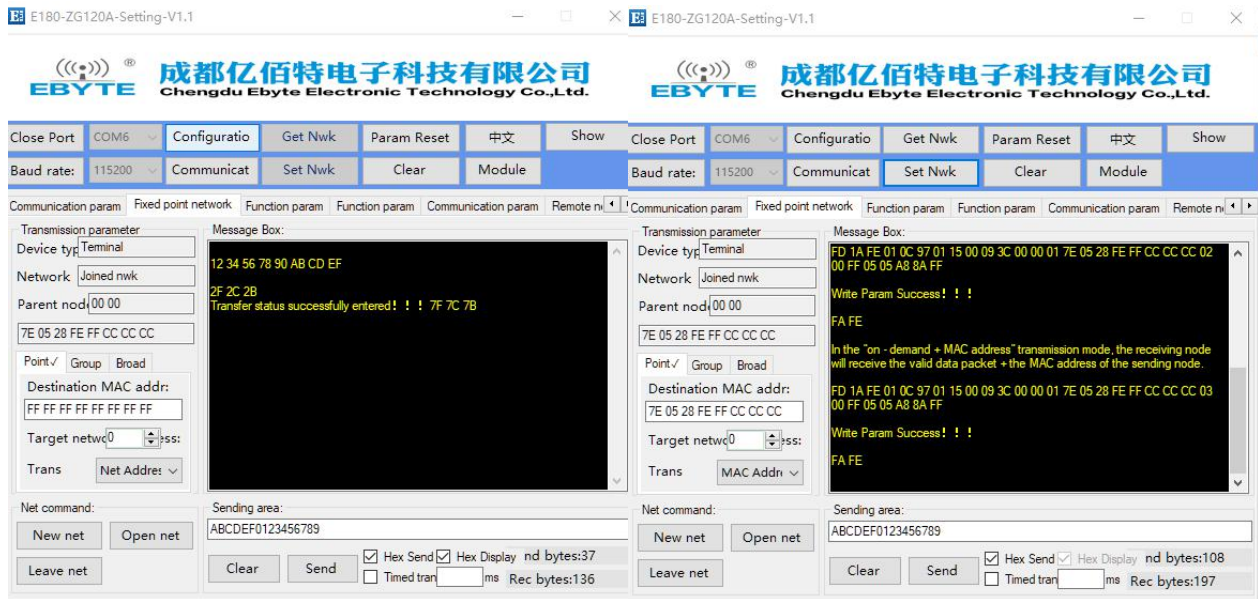 E180-ZG120A-Setting-V1.1
((•)) ®
EBYTE
成都亿佰特电子科技有限公司
Chengdu Ebyte Electronic Technology Co.,Ltd.
Close Port COM6 Configuratio Get Nwk Param Reset 中文 Show
Baud rate: 115200 Communicat Set Nwk Clear Module
Communication param Fixed point network Function param Function param Communication param Remote n
Transmission parameter
Device typ Terminal
Network Joined nwk
Parent nod 00 00
7E 05 28 FE FF CC CC CC
Point✓ Group Broad
Destination MAC addr:
FF FF FF FF FF FF FF FF
Target netwo 0 ess:
Trans Net Addres
Message Box:
12 34 56 78 90 AB CD EF
2F 2C 2B
Transfer status successfully entered！！！ 7F 7C 7B
Net command:
New net Open net
Leave net
Sending area:
ABCDEF0123456789
Clear Send
Hex Send Hex Display nd bytes:37
Timed tran ms Rec bytes:136
E180-ZG120A-Setting-V1.1
((•)) ®
EBYTE
成都亿佰特电子科技有限公司
Chengdu Ebyte Electronic Technology Co.,Ltd.
Close Port COM6 Configuratio Get Nwk Param Reset 中文 Show
Baud rate: 115200 Communicat Set Nwk Clear Module
Communication param Fixed point network Function param Function param Communication param Remote n
Transmission parameter
Device typ Terminal
Network Joined nwk
Parent nod 00 00
7E 05 28 FE FF CC CC CC
Point✓ Group Broad
Destination MAC addr:
7E 05 28 FE FF CC CC CC
Target netwo 0 ess:
Trans MAC Addr
Message Box:
FD 1A FE 01 0C 97 01 15 00 09 3C 00 00 01 7E 05 28 FE FF CC CC CC 02
00 FF 05 05 A8 8A FF
Write Param Success！！！
FA FE
In the "on - demand + MAC address" transmission mode, the receiving node
will receive the valid data packet + the MAC address of the sending node.
FD 1A FE 01 0C 97 01 15 00 09 3C 00 00 01 7E 05 28 FE FF CC CC CC 03
00 FF 05 05 A8 8A FF
Write Param Success！！！
FA FE
Net command:
New net Open net
Leave net
Sending area:
ABCDEF0123456789
Clear Send
Hex Send Hex Display nd bytes:108
Timed tran ms Rec bytes:197